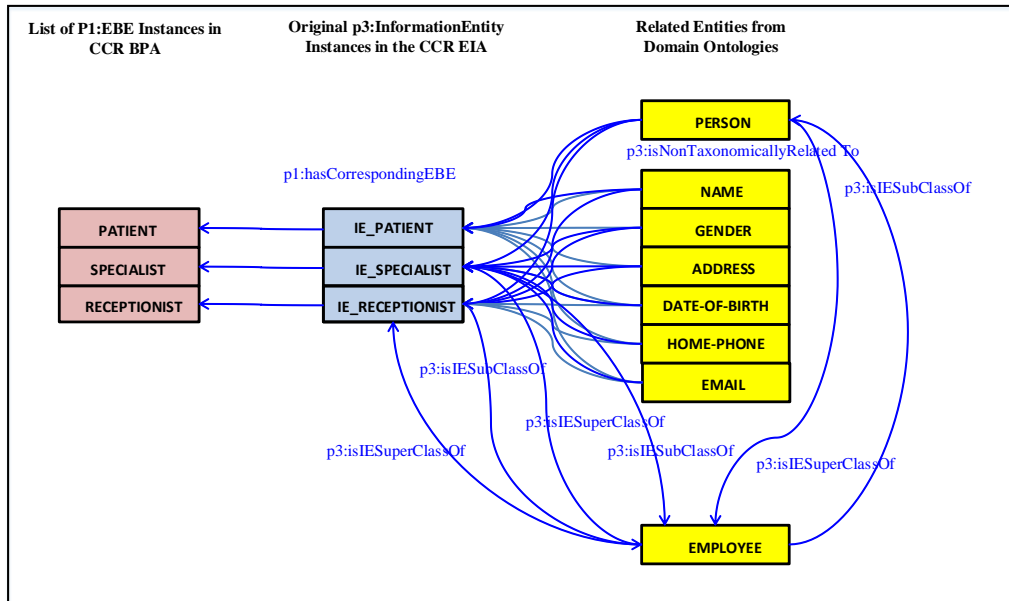 List of P1:EBE Instances in
CCR BPA
Original p3:InformationEntity
Instances in the CCR EIA
Related Entities from
Domain Ontologies
PERSON
p3:isNonTaxonomicallyRelated To
p1:hasCorrespondingEBE
p3:isIESubClassOf
NAME
PATIENT
IE_PATIENT
GENDER
SPECIALIST
IE_SPECIALIST
ADDRESS
RECEPTIONIST
IE_RECEPTIONIST
DATE-OF-BIRTH
HOME-PHONE
p3:isIESubClassOf
EMAIL
p3:isIESuperClassOf
p3:isIESuperClassOf
p3:isIESubClassOf
p3:isIESuperClassOf
EMPLOYEE